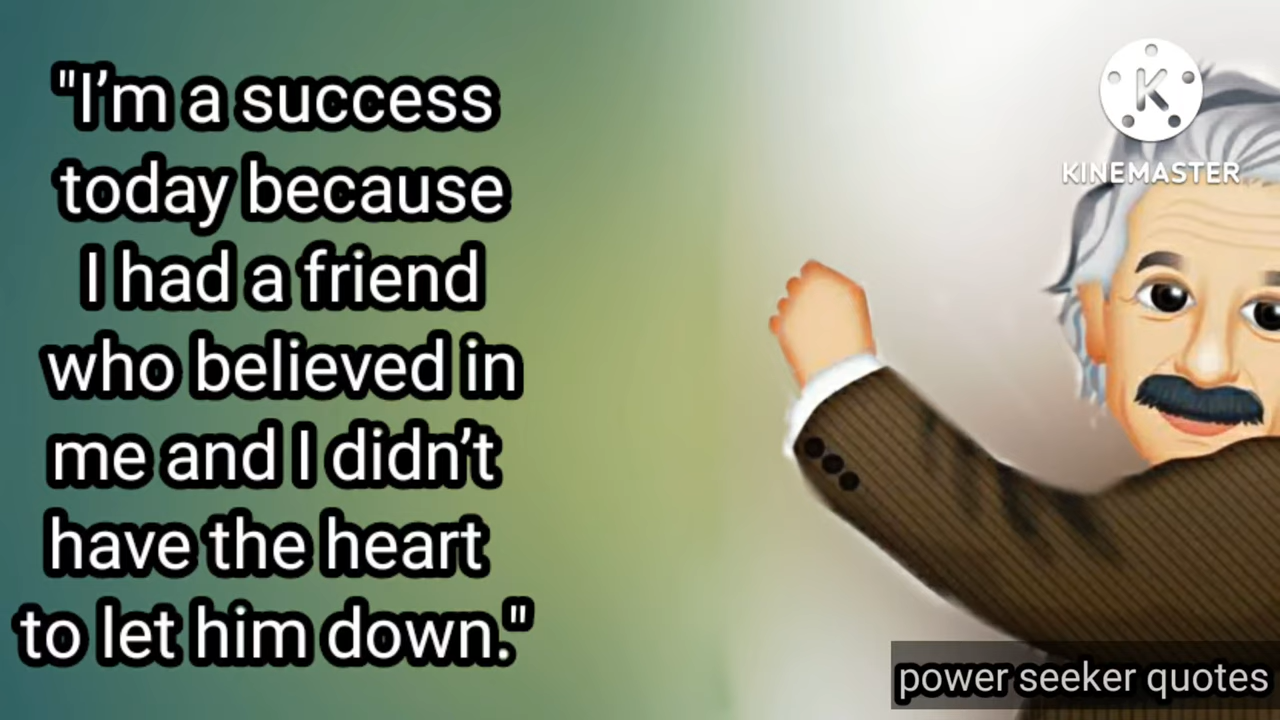 "I’m a success
today because
I had a friend
who believed in
me and I didn’t
have the heart
to let him down."
K
KINEMASTER
power seeker quotes